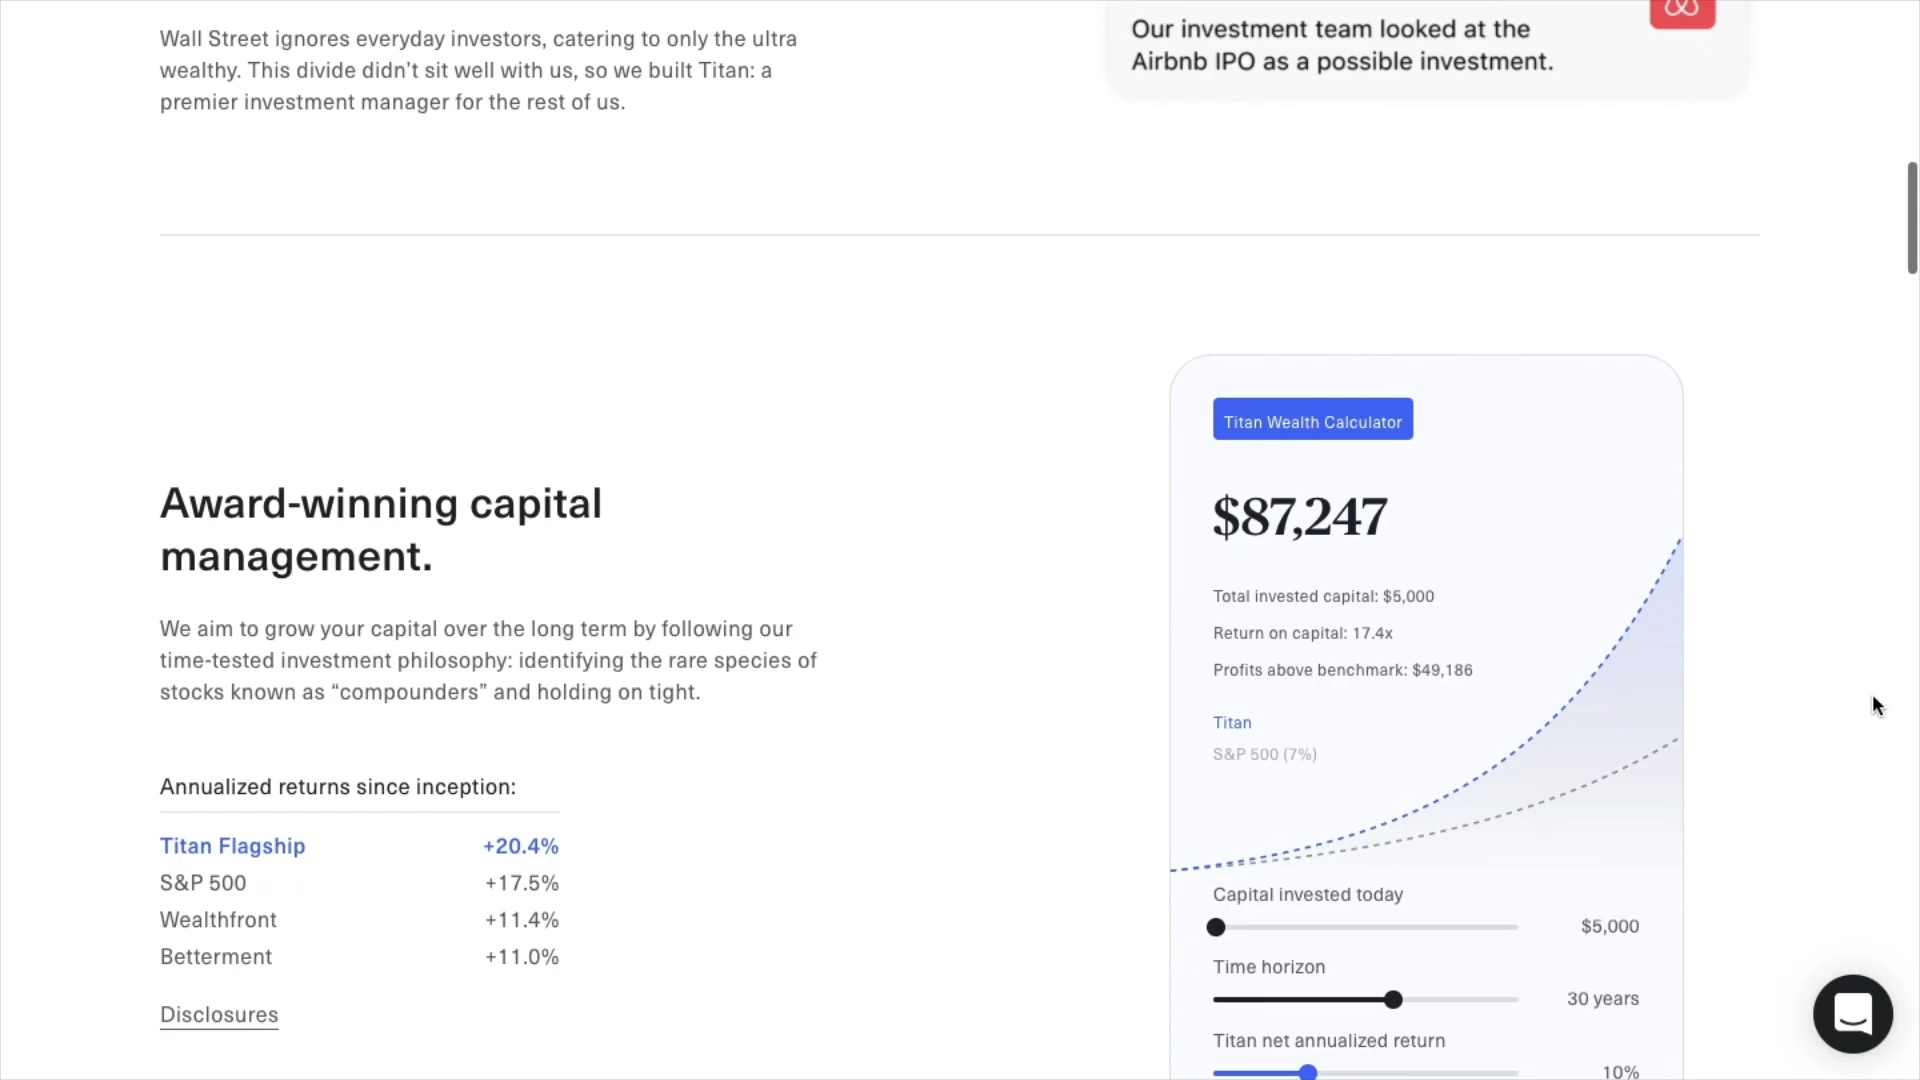 Wall Street ignores everyday investors, catering to only the ultra
wealthy. This divide didn’t sit well with us, so we built Titan: a
premier investment manager for the rest of us.
Our investment team looked at the
Airbnb IPO as a possible investment.
Award-winning capital
management.
We aim to grow your capital over the long term by following our
time-tested investment philosophy: identifying the rare species of
stocks known as “compounders” and holding on tight.
Annualized returns since inception:
Titan Flagship +20.4%
S&P 500 +17.5%
Wealthfront +11.4%
Betterment +11.0%
Disclosures
Titan Wealth Calculator
$87,247
Total invested capital: $5,000
Return on capital: 17.4x
Profits above benchmark: $49,186
Titan
S&P 500 (7%)
Capital invested today
$5,000
Time horizon
30 years
Titan net annualized return
10%